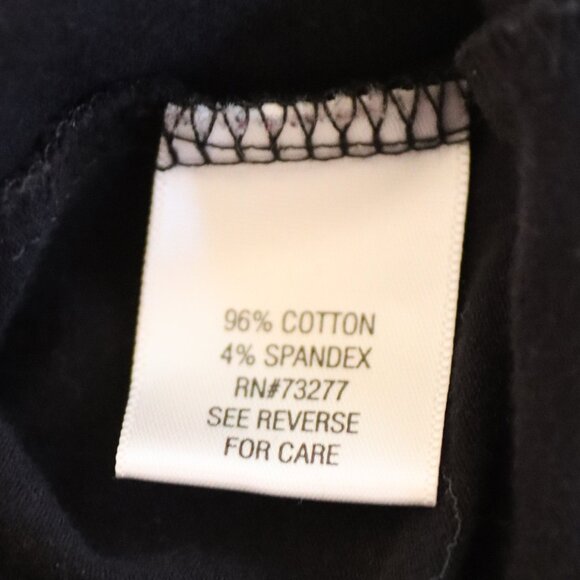 96% COTTON
4% SPANDEX
RN#73277
SEE REVERSE
FOR CARE